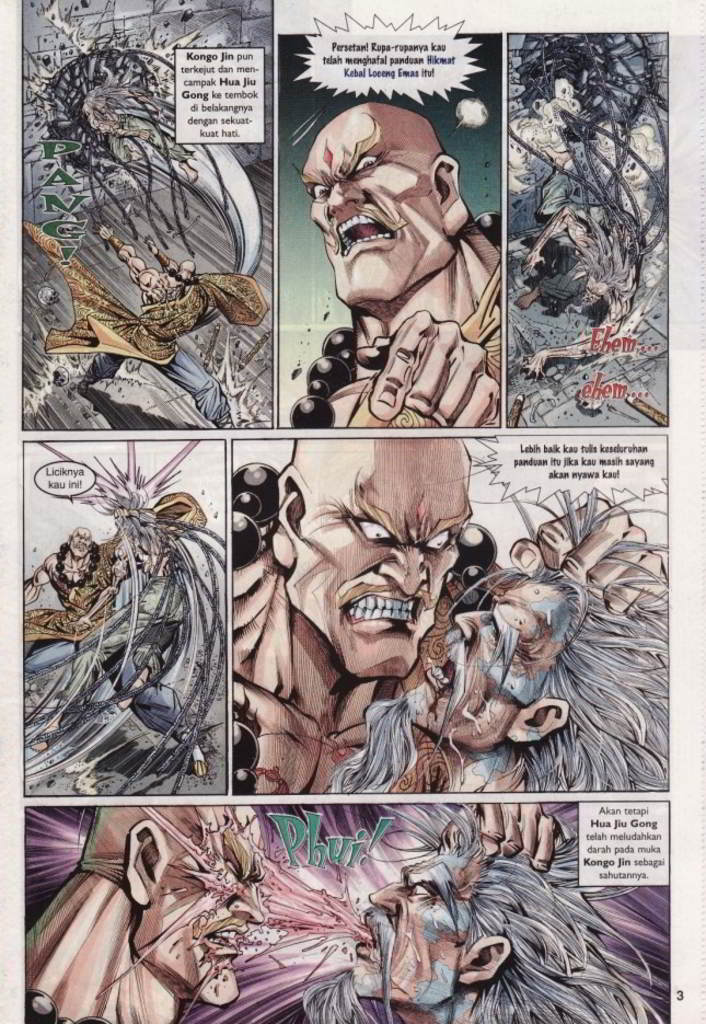 Kongo Jin pun
terkejut dan men-
campak Hua Jiu
Gong ke tembok
di belakangnya
dengan sekuat-
kuat hati.
PANG!
Persetan! Rupa-rupanya kau
telah menghafal panduan Hikmat
Kebal Loceng Emas itu!
Ehem...
ehem...
Liciknya
kau ini!
Lebih baik kau tulis keseluruhan
panduan itu jika kau masih sayang
akan nyawa kau!
Phui!
Akan tetapi
Hua Jiu Gong
telah meludahkan
darah pada muka
Kongo Jin sebagai
sahutannya.
3